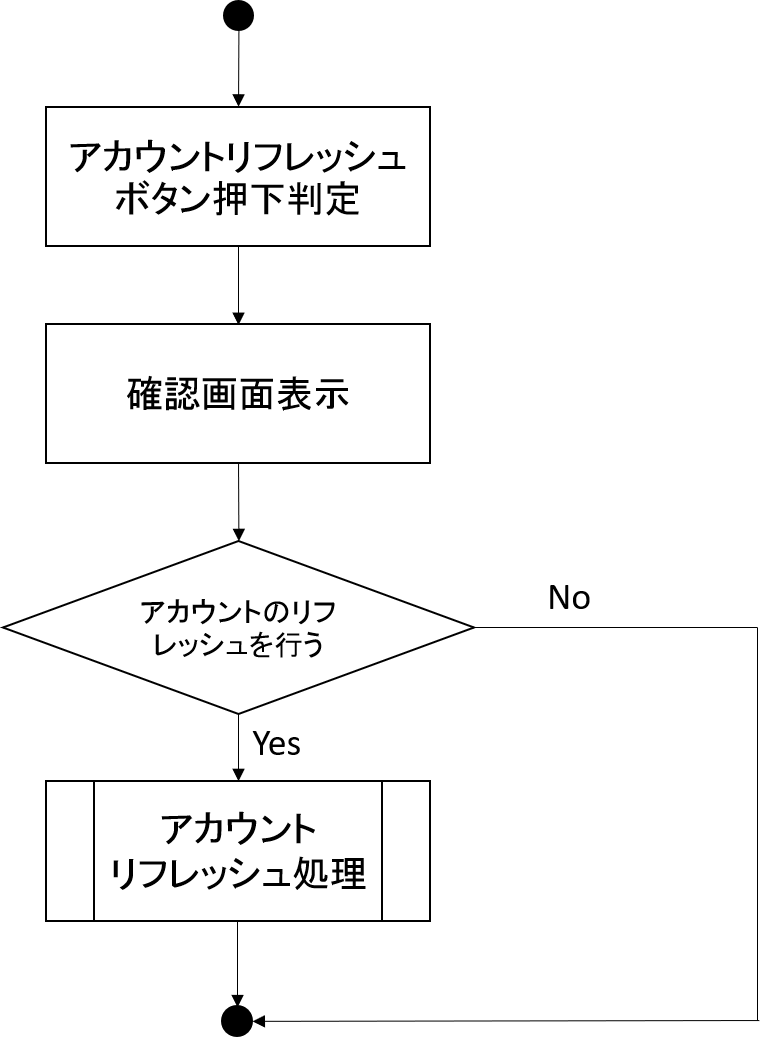 アカウントリフレッシュ
ボタン押下判定
確認画面表示
アカウントのリフ
レッシュを行う
No
Yes
アカウント
リフレッシュ処理